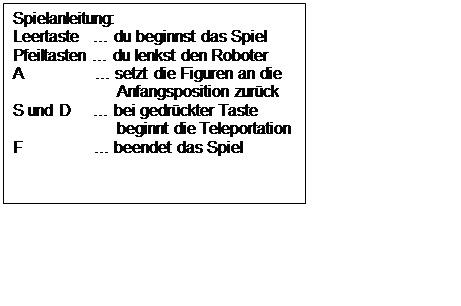 Spielanleitung:
Leertaste ... du beginnst das Spiel
Pfeiltasten ... du lenkst den Roboter
A ... setzt die Figuren an die
Anfangsposition zurück
S und D ... bei gedrückter Taste
beginnt die Teleportation
F ... beendet das Spiel